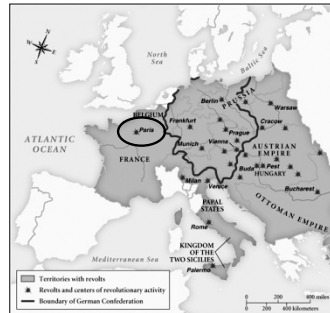 North
Sea
Baltic Sea
N
S
ATLANTIC
OCEAN
BELGIUM
Paris
FRANCE
Berlin
PRUSSIA
Frankfurt
Prague
Munich
Vienna
Warsaw
Cracow
AUSTRIAN
EMPIRE
Buda
Pest
HUNGARY
Bucharest
Milan
Venice
OTTOMAN EMPIRE
PAPAL
STATES
Rome
KINGDOM
OF THE
TWO SICILIES
Palermo
Mediterranean Sea
Territories with revolts
Revolts and centers of revolutionary activity
Boundary of German Confederation
0 200 400 miles
0 200 400 kilometers